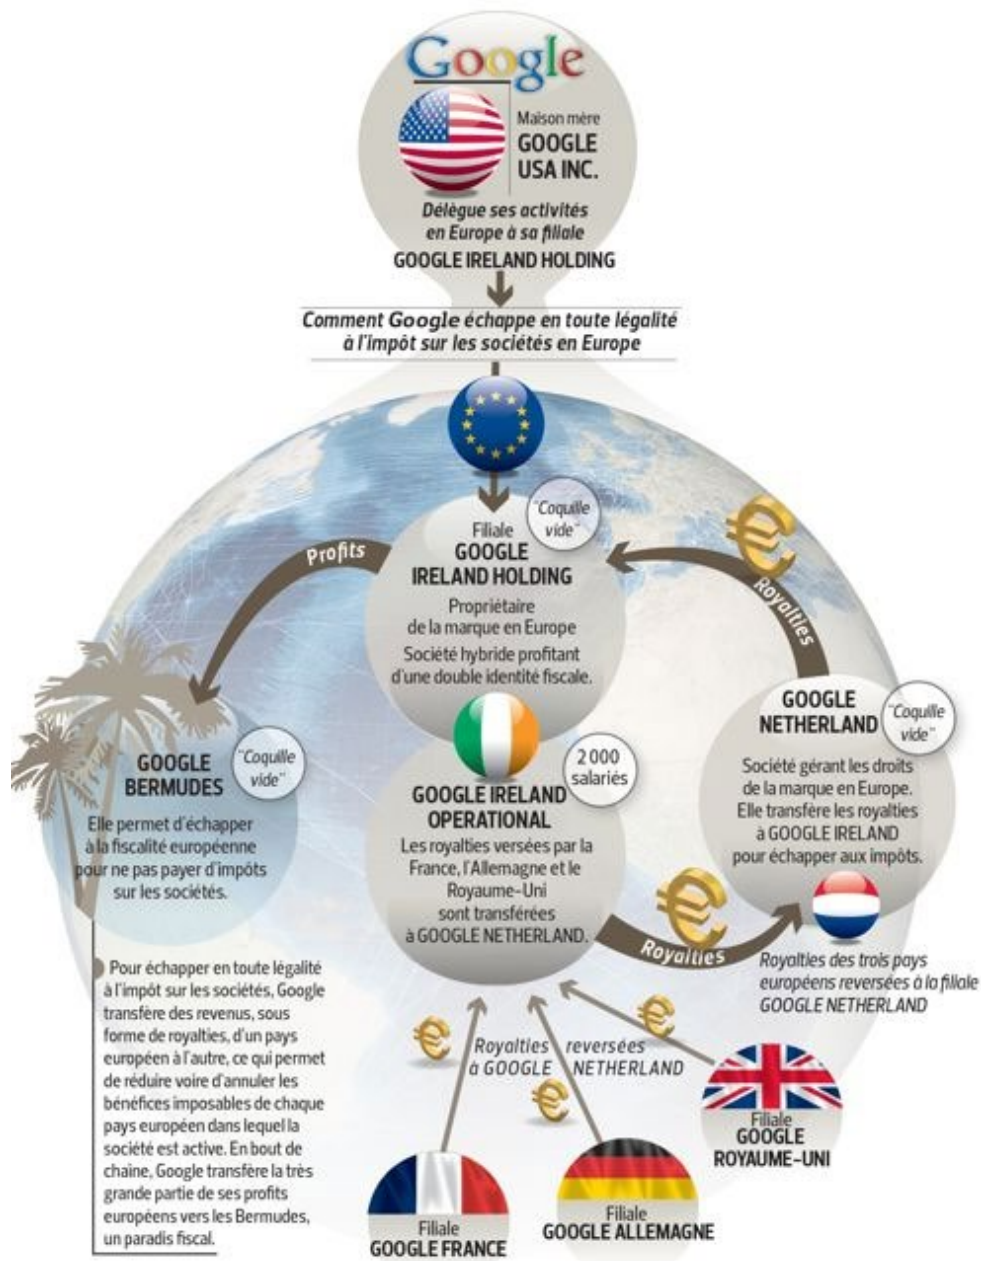 Google
Maison mère
GOOGLE
USA INC.
Délègue ses activités
en Europe à sa filiale
GOOGLE IRELAND HOLDING
Comment Google échappe en toute légalité
à l'impôt sur les sociétés en Europe
"Coquille
vide"
Filiale
GOOGLE
IRELAND HOLDING
Propriétaire
de la marque en Europe
Société hybride profitant
d'une double identité fiscale.
Profits
Royalties
GOOGLE
BERMUDES
"Coquille
vide"
Elle permet d'échapper
à la fiscalité européenne
pour ne pas payer d'impôts
sur les sociétés.
2 000
salariés
GOOGLE IRELAND
OPERATIONAL
Les royalties versées par la
France, l'Allemagne et le
Royaume-Uni
sont transférées
à GOOGLE NETHERLAND.
GOOGLE
NETHERLAND
"Coquille
vide"
Société gérant les droits
de la marque en Europe.
Elle transfère les royalties
à GOOGLE IRELAND
pour échapper aux impôts.
Royalties
Royalties des trois pays
européens reversées à la filiale
GOOGLE NETHERLAND
Pour échapper en toute légalité
à l'impôt sur les sociétés, Google
transfère des revenus, sous
forme de royalties, d'un pays
européen à l'autre, ce qui permet
de réduire voire d'annuler les
bénéfices imposables de chaque
pays européen dans lequel la
société est active. En bout de
chaîne, Google transfère la très
grande partie de ses profits
européens vers les Bermudes,
un paradis fiscal.
Royalties reversées
à GOOGLE NETHERLAND
Filiale
GOOGLE FRANCE
Filiale
GOOGLE ALLEMAGNE
Filiale
GOOGLE
ROYAUME-UNI